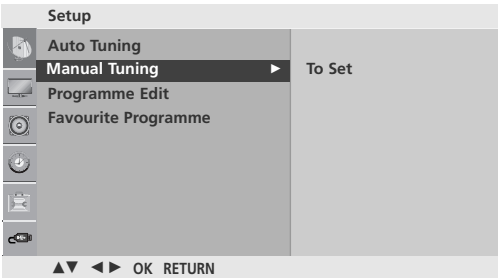 Setup
Auto Tuning
Manual Tuning ► To Set
Programme Edit
Favourite Programme
▲▼ ◄► OK RETURN